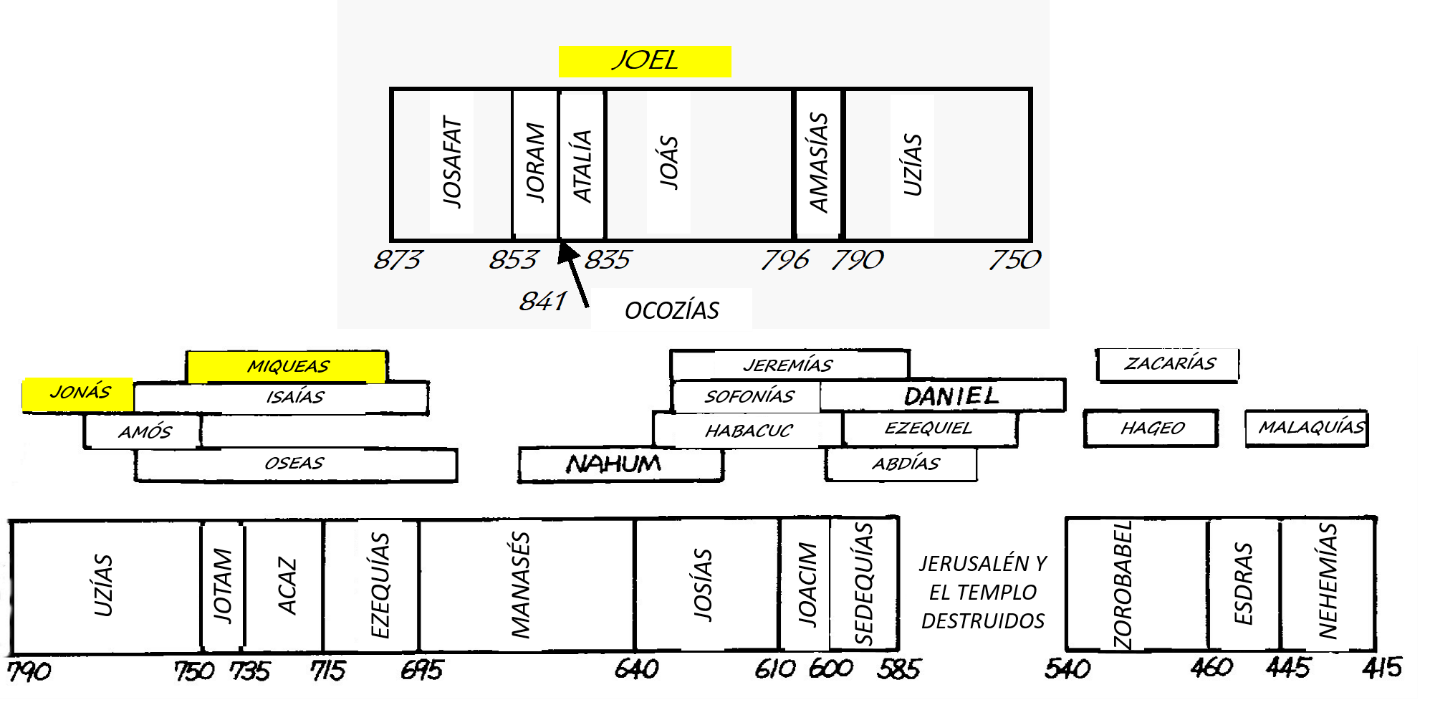 JOEL
JOSAFAT
JORAM
ATALÍA
JOÁS
AMASÍAS
UZÍAS
873
853
835
796
790
750
841
OCOZÍAS
MIQUEAS
JEREMÍAS
ZACARÍAS
JONÁS
ISAÍAS
SOFONÍAS
DANIEL
AMÓS
HABACUC
EZEQUIEL
HAGEO
MALAQUÍAS
OSEAS
NAHUM
ABDÍAS
UZÍAS
JOTAM
ACAZ
EZEQUÍAS
MANASÉS
JOSÍAS
JOACIM
SEDEQUÍAS
JERUSALÉN Y
EL TEMPLO
DESTRUIDOS
ZOROBABEL
ESDRAS
NEHEMÍAS
790
750
735
715
695
640
610
600
585
540
460
445
415